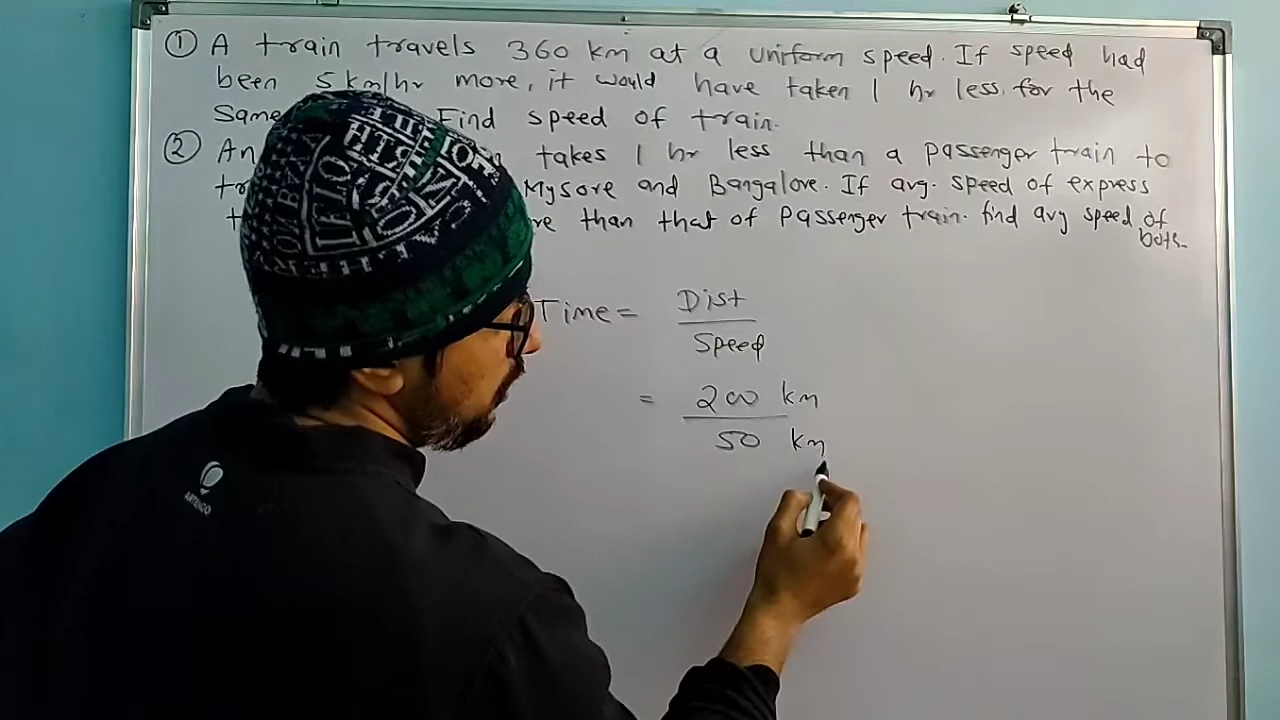 ① A train travels 360 km at a uniform speed. If speed had
been 5 km/hr more, it would have taken 1 hr less for the
Same Find speed of train.
② An takes 1 hr less than a passenger train to
Mysore and Bangalore. If avg. speed of express
than that of Passenger train. find avg speed of
both.
Time = Dist
Speed
= 200 km
50 km
ARTENGO